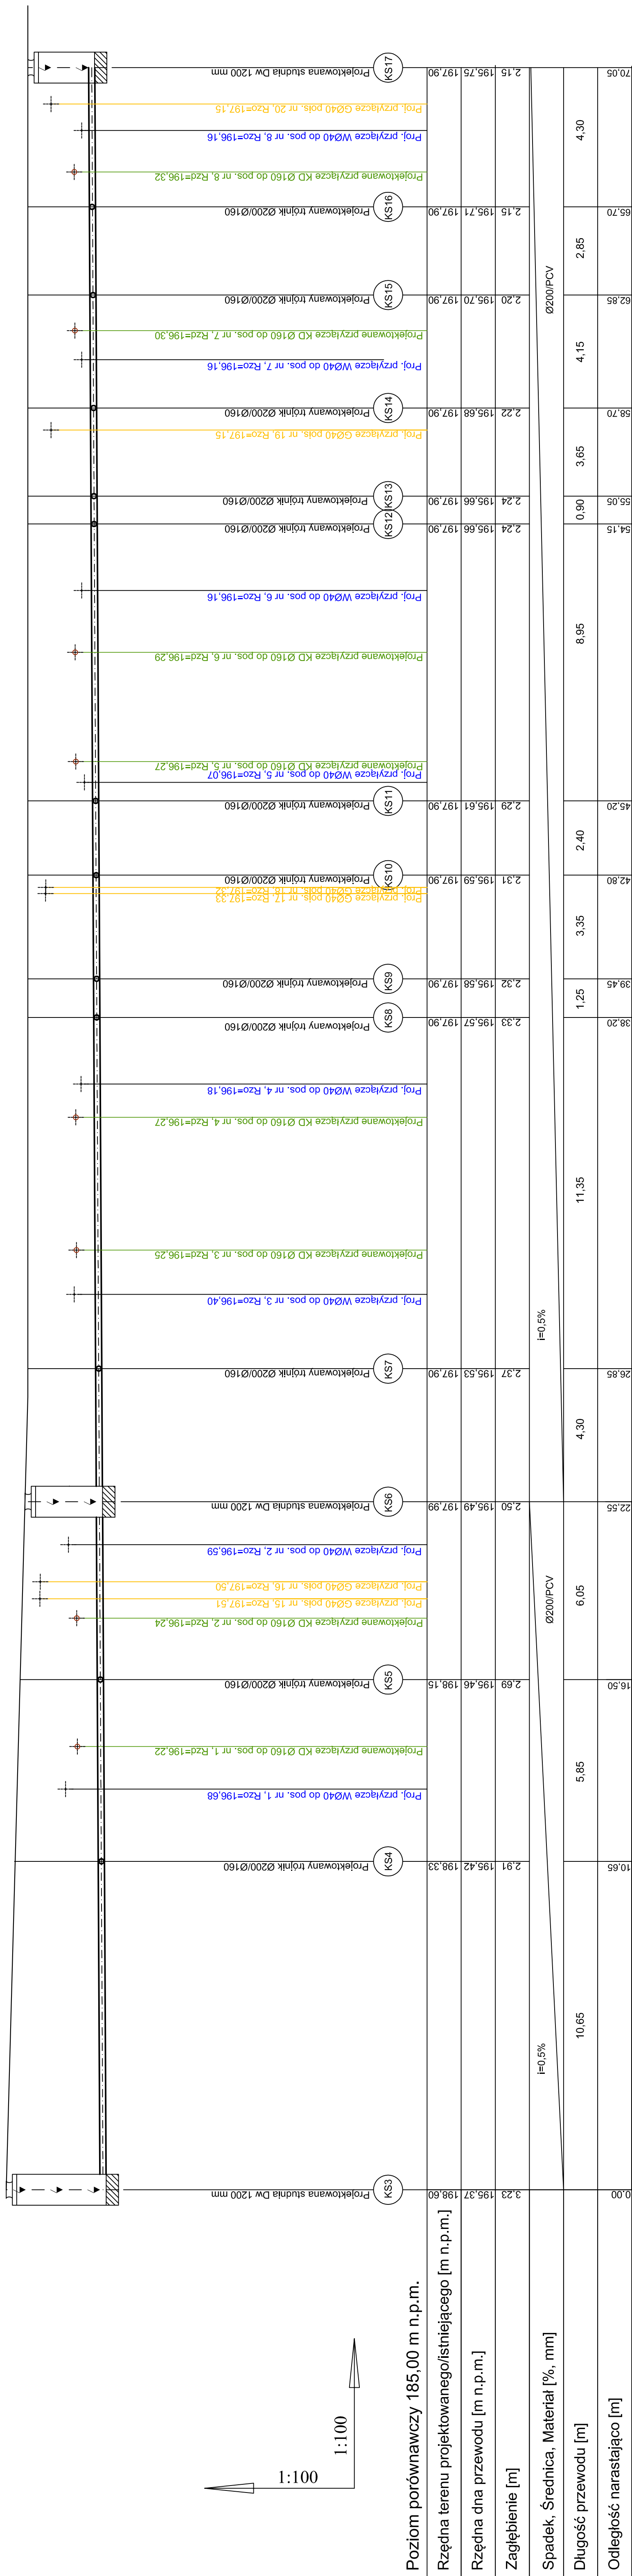 1:100
1:100
Projektowana studnia Dw 1200 mm
KS3
Projektowany trójnik Ø200/Ø160
KS4
Proj. przyłącze WØ40 do pos. nr 1, Rzo=196,68
Projektowane przyłącze KD Ø160 do pos. nr 1, Rzd=196,22
Projektowany trójnik Ø200/Ø160
KS5
Projektowane przyłącze KD Ø160 do pos. nr 2, Rzd=196,24
Proj. przyłącze GØ40 pois. nr 15, Rzo=197,51
Proj. przyłącze GØ40 pois. nr 16, Rzo=197,50
Proj. przyłącze WØ40 do pos. nr 2, Rzo=196,59
Projektowana studnia Dw 1200 mm
KS6
Projektowany trójnik Ø200/Ø160
KS7
Proj. przyłącze WØ40 do pos. nr 3, Rzo=196,40
Projektowane przyłącze KD Ø160 do pos. nr 3, Rzd=196,25
Projektowane przyłącze KD Ø160 do pos. nr 4, Rzd=196,27
Proj. przyłącze WØ40 do pos. nr 4, Rzo=196,18
Projektowany trójnik Ø200/Ø160
KS8
Projektowany trójnik Ø200/Ø160
KS9
Proj. przyłącze GØ40 pois. nr 17, Rzo=197,33
Proj. przyłącze GØ40 pois. nr 18, Rzo=197,32
Projektowany trójnik Ø200/Ø160
KS10
Projektowany trójnik Ø200/Ø160
KS11
Proj. przyłącze WØ40 do pos. nr 5, Rzo=196,07
Projektowane przyłącze KD Ø160 do pos. nr 5, Rzd=196,27
Projektowane przyłącze KD Ø160 do pos. nr 6, Rzd=196,29
Proj. przyłącze WØ40 do pos. nr 6, Rzo=196,16
Projektowany trójnik Ø200/Ø160
KS12
Projektowany trójnik Ø200/Ø160
KS13
Proj. przyłącze GØ40 pois. nr 19, Rzo=197,15
Projektowany trójnik Ø200/Ø160
KS14
Proj. przyłącze WØ40 do pos. nr 7, Rzo=196,16
Projektowane przyłącze KD Ø160 do pos. nr 7, Rzd=196,30
Projektowany trójnik Ø200/Ø160
KS15
Projektowany trójnik Ø200/Ø160
KS16
Projektowane przyłącze KD Ø160 do pos. nr 8, Rzd=196,32
Proj. przyłącze WØ40 do pos. nr 8, Rzo=196,16
Proj. przyłącze GØ40 pois. nr 20, Rzo=197,15
Projektowana studnia Dw 1200 mm
KS17
Poziom porównawczy 185,00 m n.p.m.
Rzędna terenu projektowanego/istniejącego [m n.p.m.] 198,60 198,33 198,15 197,99 197,90 197,90 197,90 197,90 197,90 197,90 197,90 197,90 197,90 197,90 197,90
Rzędna dna przewodu [m n.p.m.] 195,37 195,42 195,46 195,49 195,53 195,57 195,58 195,59 195,61 195,66 195,66 195,68 195,70 195,71 195,75
Zagłębienie [m] 3,23 2,91 2,69 2,50 2,37 2,33 2,32 2,31 2,29 2,24 2,24 2,22 2,20 2,15 2,15
Spadek, Średnica, Materiał [%, mm] i=0,5% Ø200/PCV i=0,5% Ø200/PCV
Długość przewodu [m] 10,65 5,85 6,05 4,30 11,35 1,25 3,35 2,40 8,95 0,90 3,65 4,15 2,85 4,30
Odległość narastająco [m] 0,00 10,65 16,50 22,55 26,85 38,20 39,45 42,80 45,20 54,15 55,05 58,70 62,85 65,70 70,05